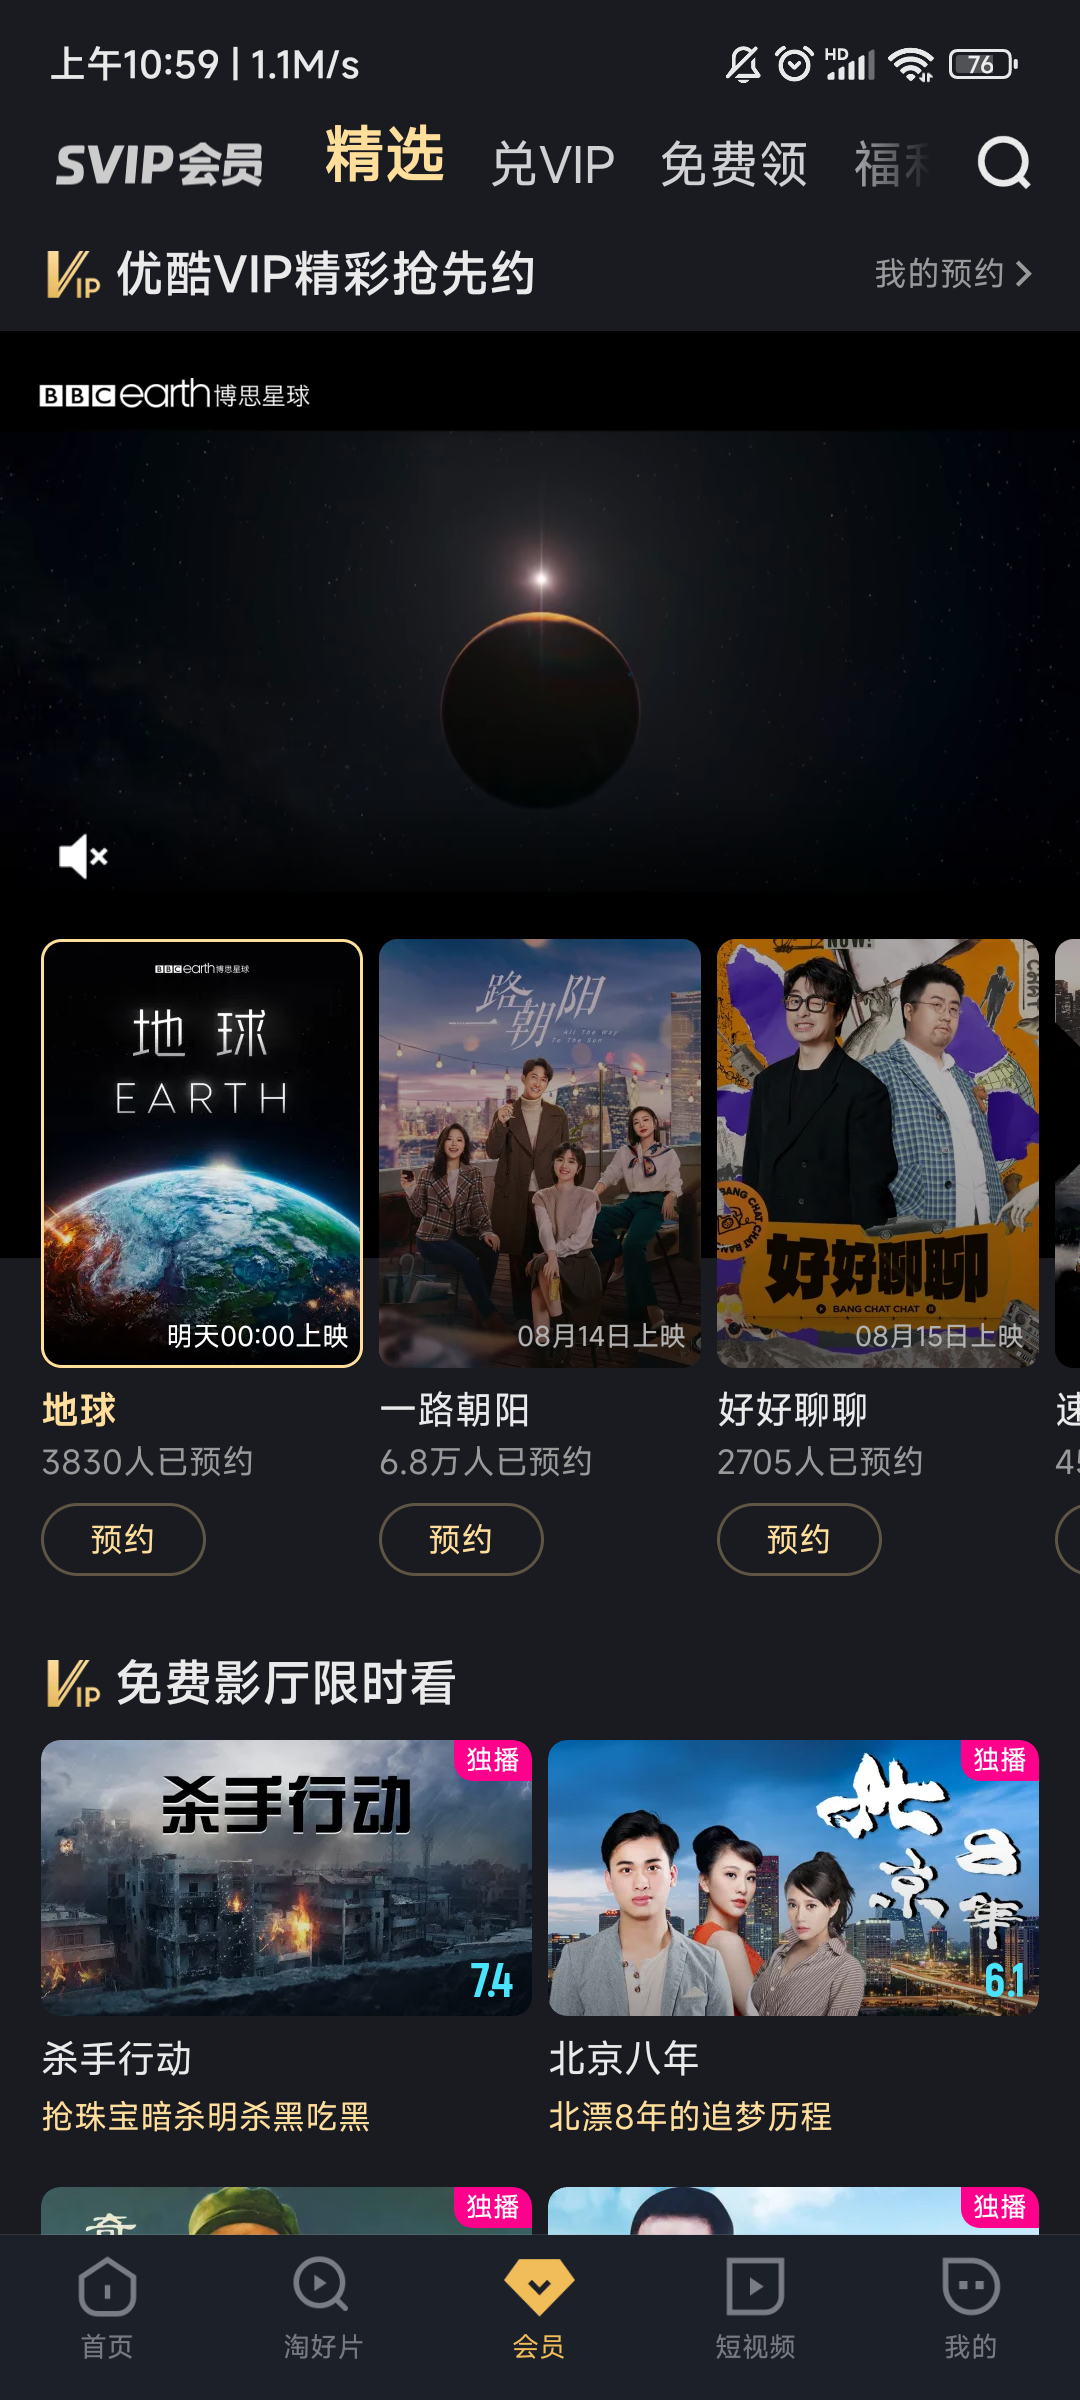 上午10:59 | 1.1M/s
HD
76
SVIP会员
精选
兑VIP
免费领
福利
VIP 优酷VIP精彩抢先约
我的预约
BBC earth 博思星球
BBC earth 博思星球
地球
EARTH
明天00:00上映
一路朝阳
All The Way
To The Sun
08月14日上映
NOW!
BANG CHAT CHAT BANG
好好聊聊
BANG CHAT CHAT
08月15日上映
地球
一路朝阳
好好聊聊
速
3830人已预约
6.8万人已预约
2705人已预约
45
预约
预约
预约
VIP 免费影厅限时看
独播
杀手行动
7.4
独播
北京8年
6.1
杀手行动
北京八年
抢珠宝暗杀明杀黑吃黑
北漂8年的追梦历程
奇
独播
独播
首页
淘好片
会员
短视频
我的